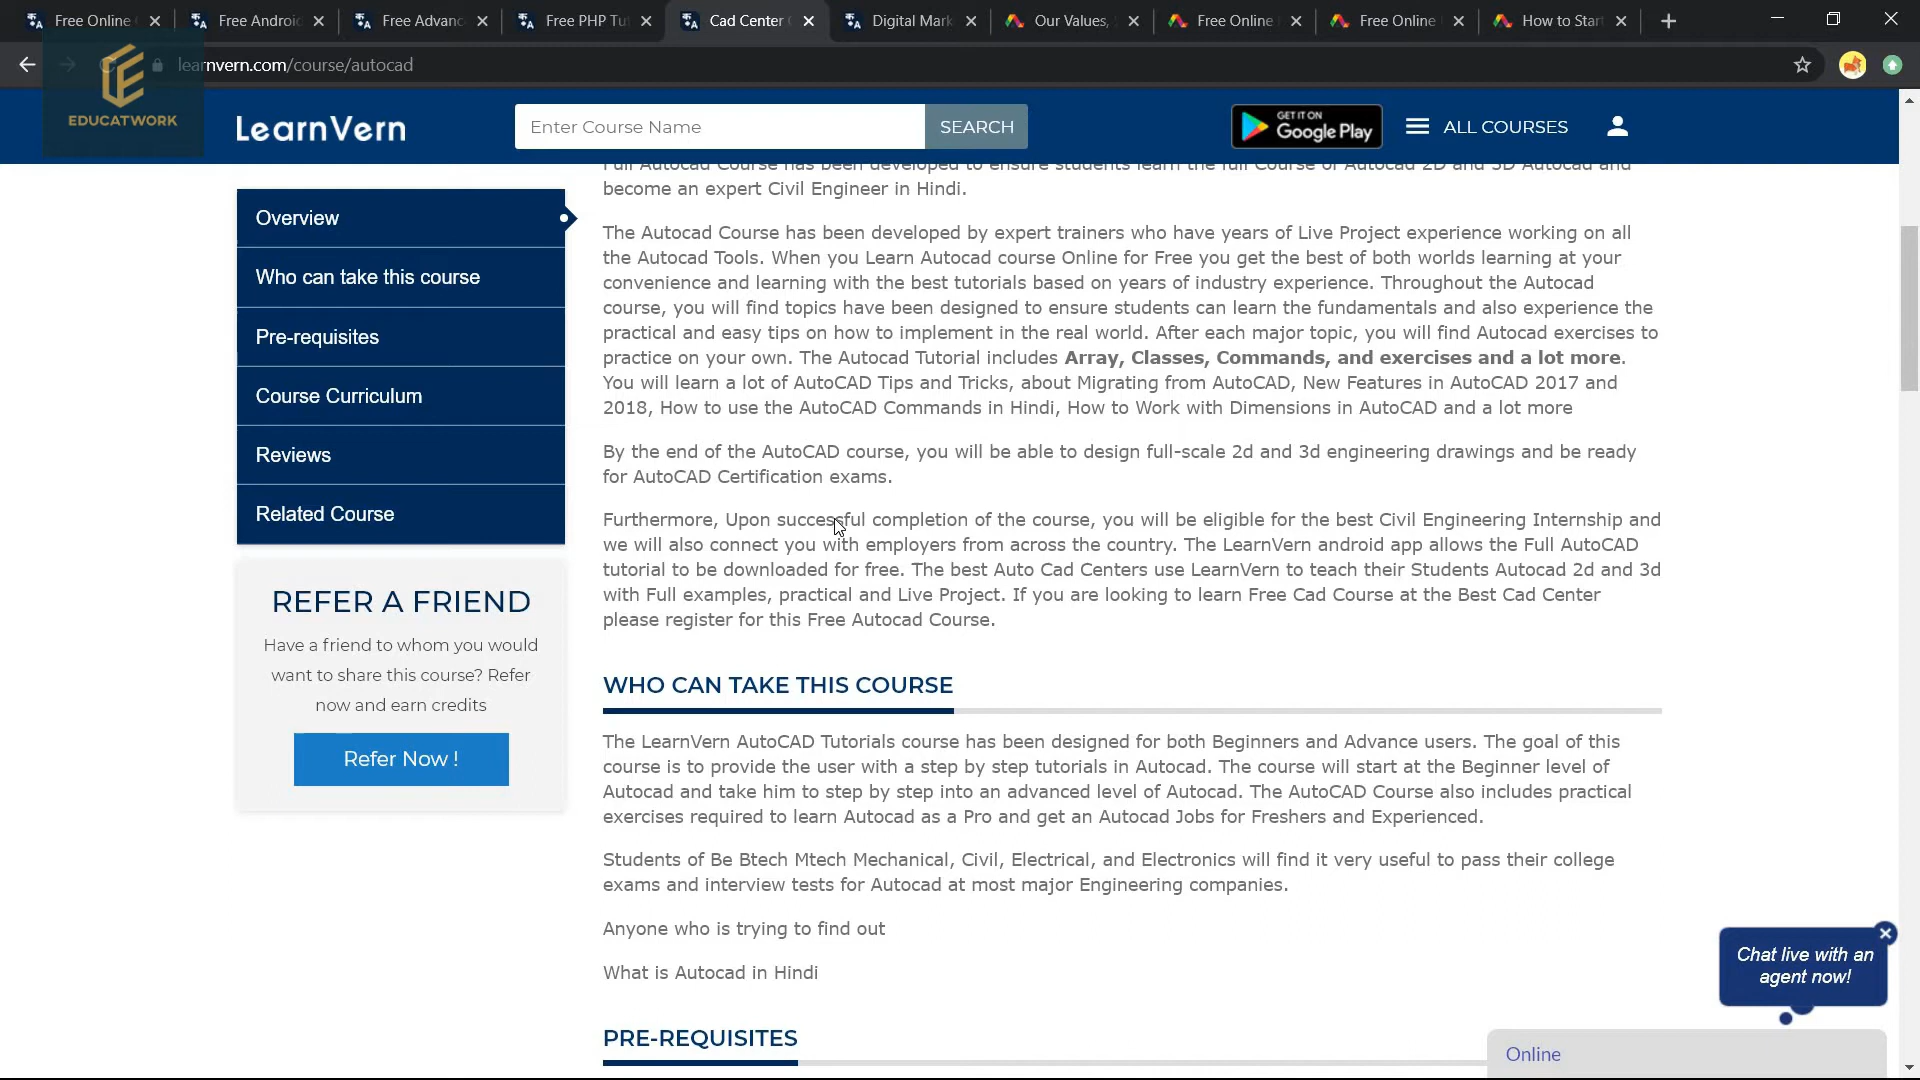 Free Online
Free Androi
Free Advanc
Free PHP Tu
Cad Center
Digital Mark
Our Values,
Free Online
Free Online
How to Star
learnvern.com/course/autocad
EDUCATWORK
LearnVern
Enter Course Name
SEARCH
GET IT ON
Google Play
ALL COURSES
Full Autocad Course has been developed to ensure students learn the full Course of Autocad 2D and 3D Autocad and
become an expert Civil Engineer in Hindi.
Overview
Who can take this course
Pre-requisites
Course Curriculum
Reviews
Related Course
The Autocad Course has been developed by expert trainers who have years of Live Project experience working on all
the Autocad Tools. When you Learn Autocad course Online for Free you get the best of both worlds learning at your
convenience and learning with the best tutorials based on years of industry experience. Throughout the Autocad
course, you will find topics have been designed to ensure students can learn the fundamentals and also experience the
practical and easy tips on how to implement in the real world. After each major topic, you will find Autocad exercises to
practice on your own. The Autocad Tutorial includes Array, Classes, Commands, and exercises and a lot more.
You will learn a lot of AutoCAD Tips and Tricks, about Migrating from AutoCAD, New Features in AutoCAD 2017 and
2018, How to use the AutoCAD Commands in Hindi, How to Work with Dimensions in AutoCAD and a lot more
By the end of the AutoCAD course, you will be able to design full-scale 2d and 3d engineering drawings and be ready
for AutoCAD Certification exams.
Furthermore, Upon successful completion of the course, you will be eligible for the best Civil Engineering Internship and
we will also connect you with employers from across the country. The LearnVern android app allows the Full AutoCAD
tutorial to be downloaded for free. The best Auto Cad Centers use LearnVern to teach their Students Autocad 2d and 3d
with Full examples, practical and Live Project. If you are looking to learn Free Cad Course at the Best Cad Center
please register for this Free Autocad Course.
REFER A FRIEND
Have a friend to whom you would
want to share this course? Refer
now and earn credits
Refer Now !
WHO CAN TAKE THIS COURSE
The LearnVern AutoCAD Tutorials course has been designed for both Beginners and Advance users. The goal of this
course is to provide the user with a step by step tutorials in Autocad. The course will start at the Beginner level of
Autocad and take him to step by step into an advanced level of Autocad. The AutoCAD Course also includes practical
exercises required to learn Autocad as a Pro and get an Autocad Jobs for Freshers and Experienced.
Students of Be Btech Mtech Mechanical, Civil, Electrical, and Electronics will find it very useful to pass their college
exams and interview tests for Autocad at most major Engineering companies.
Anyone who is trying to find out
What is Autocad in Hindi
PRE-REQUISITES
Chat live with an
agent now!
Online